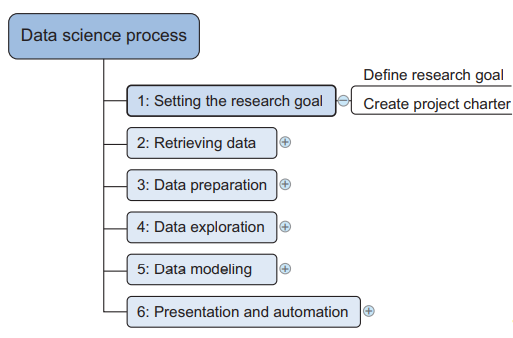 Data science process
Define research goal
1: Setting the research goal
Create project charter
2: Retrieving data
3: Data preparation
4: Data exploration
5: Data modeling
6: Presentation and automation